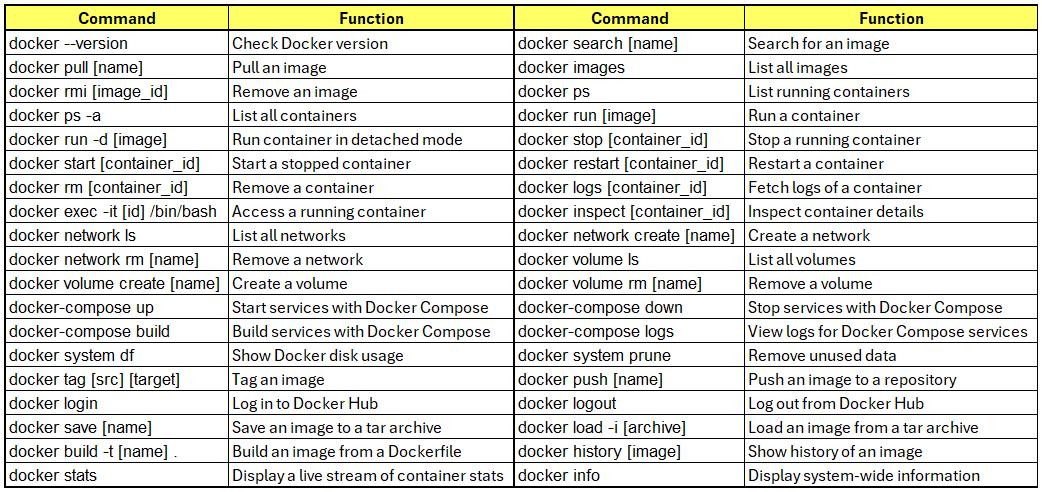 Command Function Command Function
docker --version Check Docker version docker search [name] Search for an image
docker pull [name] Pull an image docker images List all images
docker rmi [image_id] Remove an image docker ps List running containers
docker ps -a List all containers docker run [image] Run a container
docker run -d [image] Run container in detached mode docker stop [container_id] Stop a running container
docker start [container_id] Start a stopped container docker restart [container_id] Restart a container
docker rm [container_id] Remove a container docker logs [container_id] Fetch logs of a container
docker exec -it [id] /bin/bash Access a running container docker inspect [container_id] Inspect container details
docker network ls List all networks docker network create [name] Create a network
docker network rm [name] Remove a network docker volume ls List all volumes
docker volume create [name] Create a volume docker volume rm [name] Remove a volume
docker-compose up Start services with Docker Compose docker-compose down Stop services with Docker Compose
docker-compose build Build services with Docker Compose docker-compose logs View logs for Docker Compose services
docker system df Show Docker disk usage docker system prune Remove unused data
docker tag [src] [target] Tag an image docker push [name] Push an image to a repository
docker login Log in to Docker Hub docker logout Log out from Docker Hub
docker save [name] Save an image to a tar archive docker load -i [archive] Load an image from a tar archive
docker build -t [name] . Build an image from a Dockerfile docker history [image] Show history of an image
docker stats Display a live stream of container stats docker info Display system-wide information